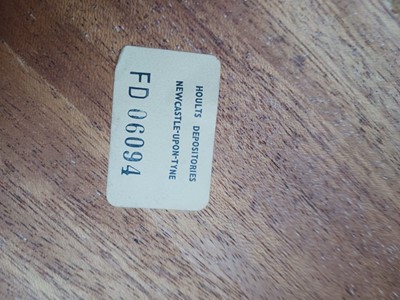 HOULTS DEPOSITORIES
NEWCASTLE-UPON-TYNE
FD 06094